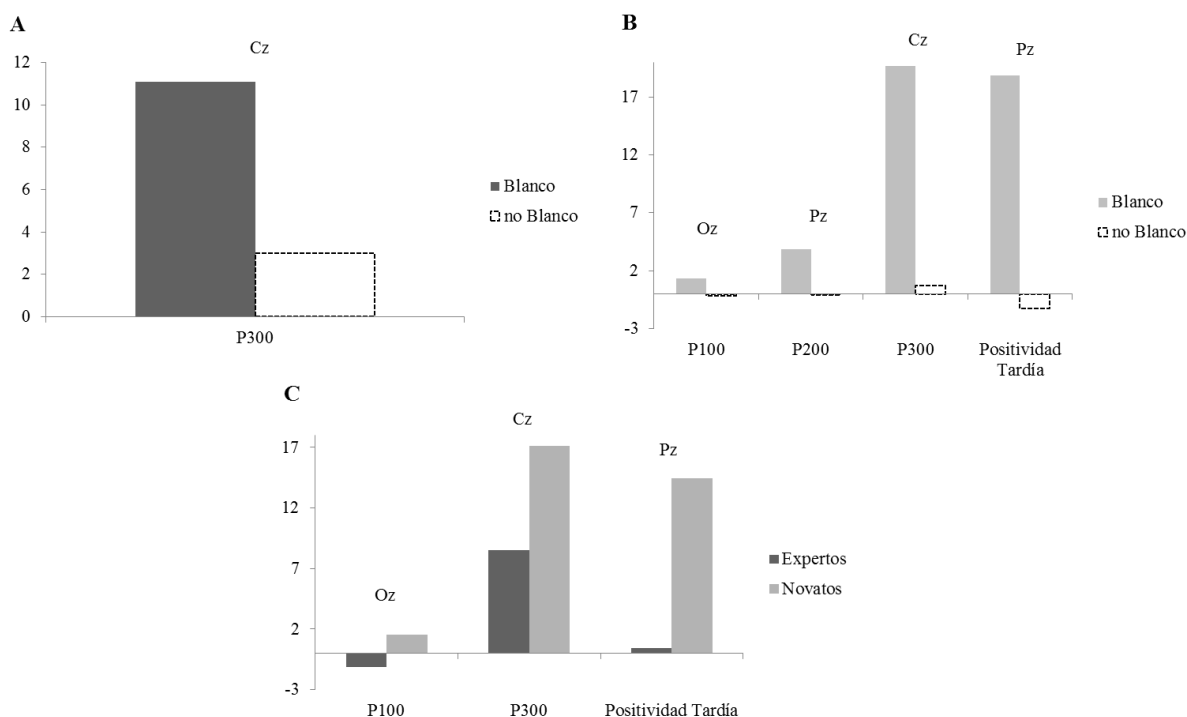 A
Cz
12
10
8
6
4
2
0
P300
Blanco
no Blanco
B
Cz
Pz
Pz
Oz
17
12
7
2
-3
P100
P200
P300
Positividad
Tardía
Blanco
no Blanco
C
Cz
Pz
Oz
17
12
7
2
-3
P100
P300
Positividad Tardía
Expertos
Novatos